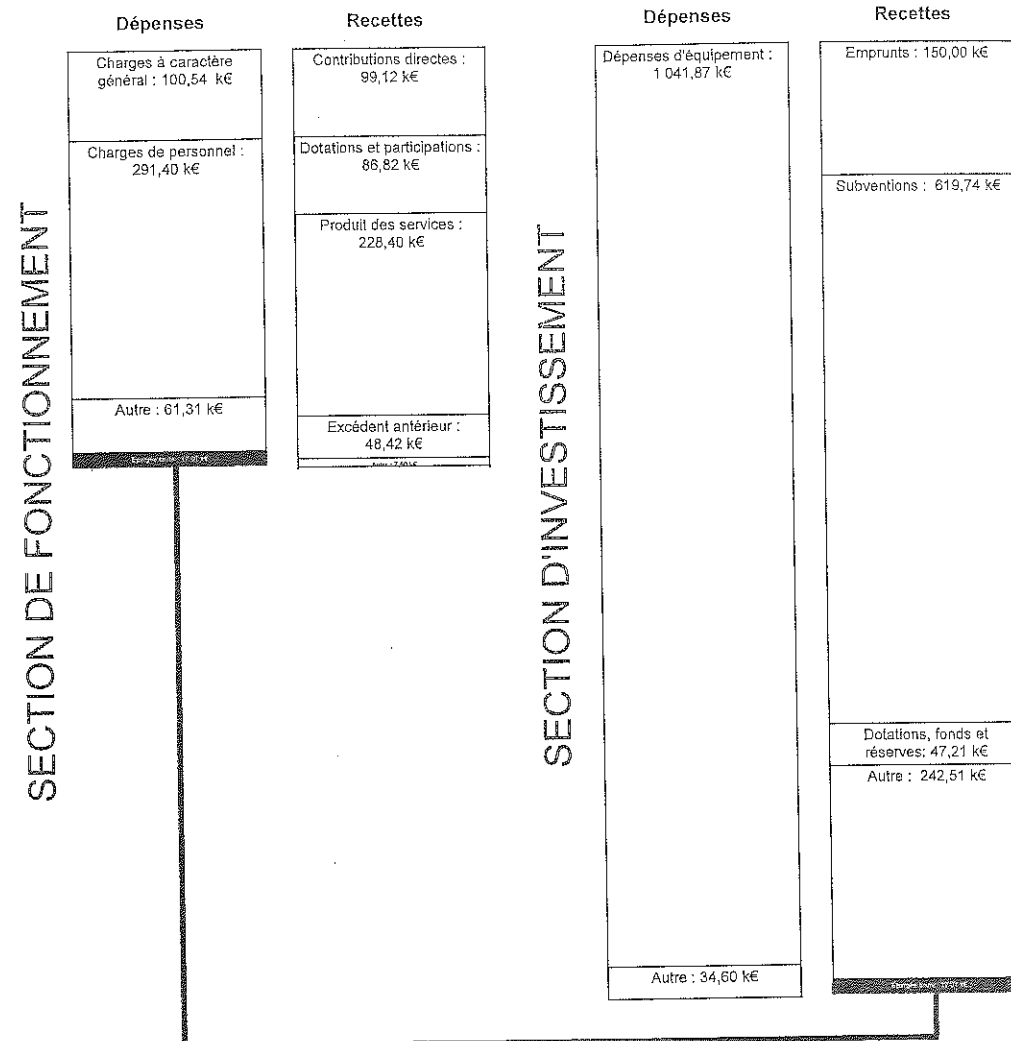 SECTION DE FONCTIONNEMENT
Dépenses
Charges à caractère
général : 100,54 k€
Charges de personnel :
291,40 k€
Autre : 61,31 k€
Recettes
Contributions directes :
99,12 k€
Dotations et participations :
86,82 k€
Produit des services :
228,40 k€
Excédent antérieur :
48,42 k€
SECTION D'INVESTISSEMENT
Dépenses
Dépenses d'équipement :
1 041,87 k€
Autre : 34,60 k€
Recettes
Emprunts : 150,00 k€
Subventions : 619,74 k€
Dotations, fonds et
réserves: 47,21 k€
Autre : 242,51 k€